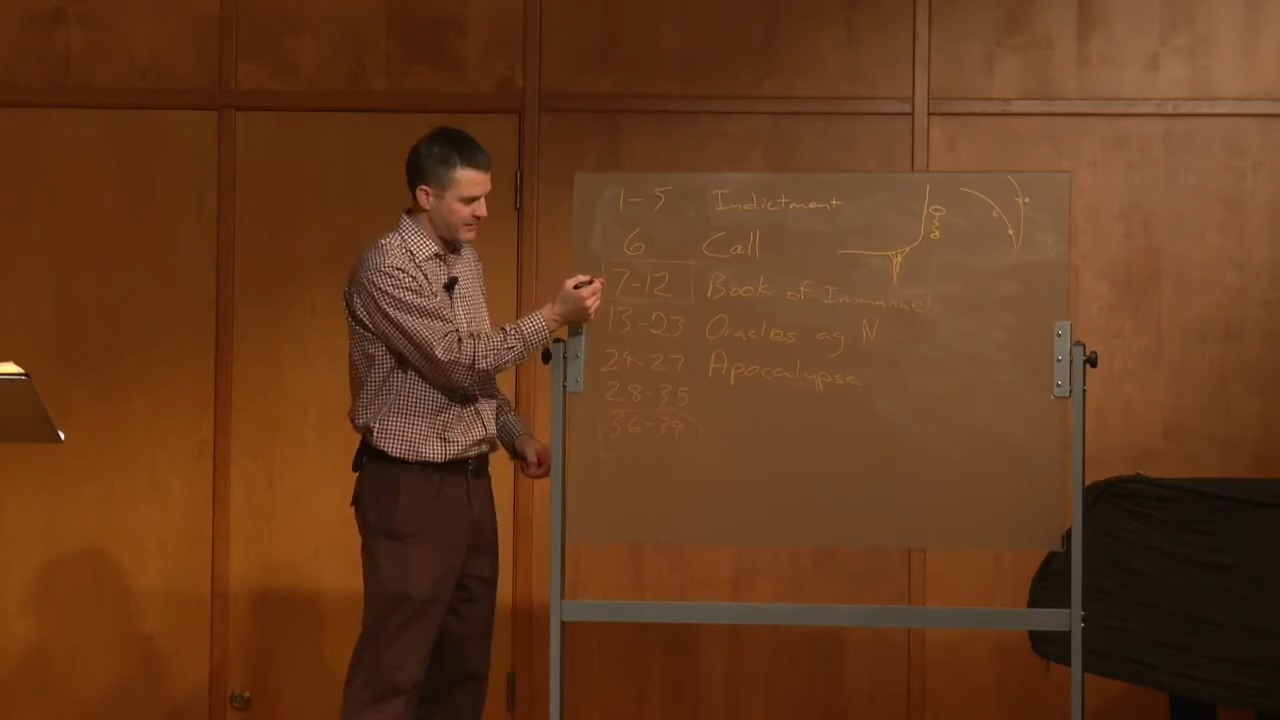 1-5 Indictment
6 Call
7-12 Book of Immanuel
13-23 Oracles ag. N
24-27 Apocalypse
28-35
36-39